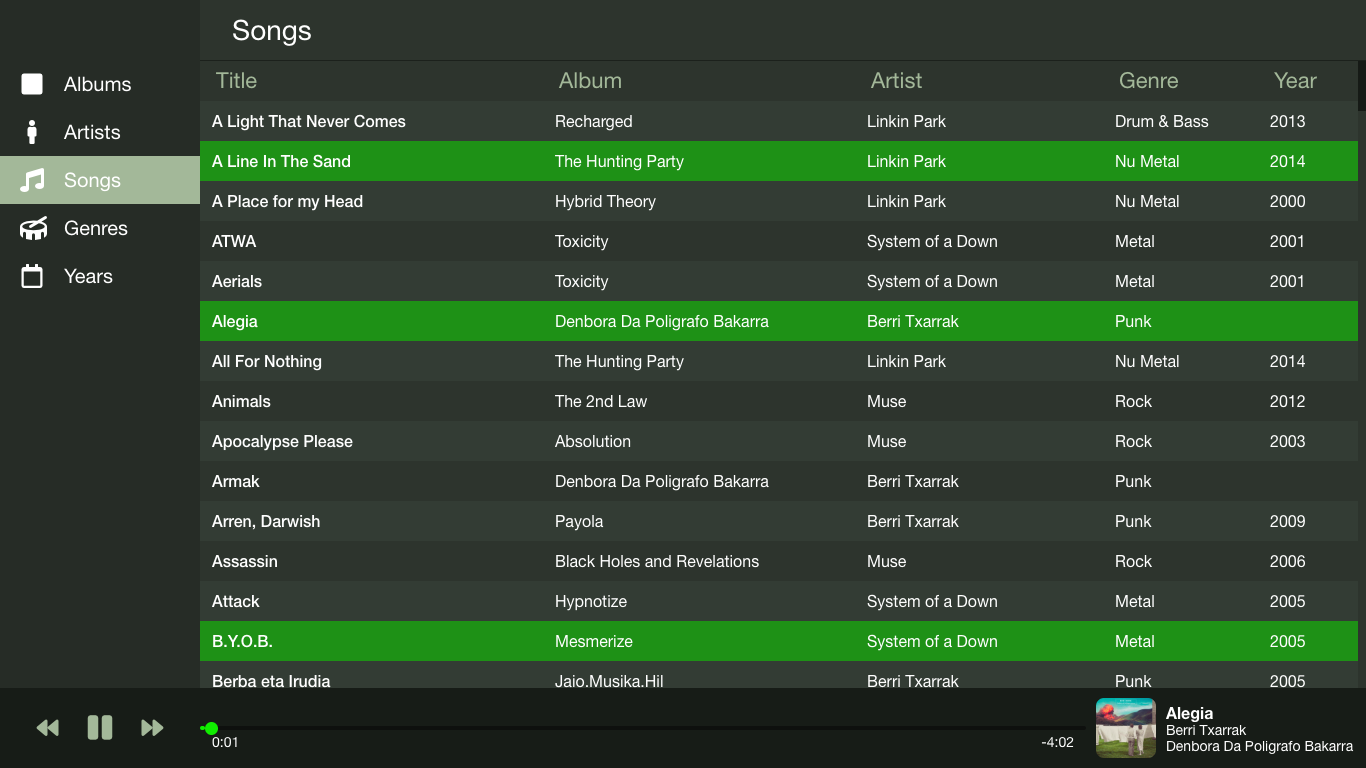 Songs
Albums
Artists
Songs
Genres
Years
Title Album Artist Genre Year
A Light That Never Comes Recharged Linkin Park Drum & Bass 2013
A Line In The Sand The Hunting Party Linkin Park Nu Metal 2014
A Place for my Head Hybrid Theory Linkin Park Nu Metal 2000
ATWA Toxicity System of a Down Metal 2001
Aerials Toxicity System of a Down Metal 2001
Alegia Denbora Da Poligrafo Bakarra Berri Txarrak Punk
All For Nothing The Hunting Party Linkin Park Nu Metal 2014
Animals The 2nd Law Muse Rock 2012
Apocalypse Please Absolution Muse Rock 2003
Armak Denbora Da Poligrafo Bakarra Berri Txarrak Punk
Arren, Darwish Payola Berri Txarrak Punk 2009
Assassin Black Holes and Revelations Muse Rock 2006
Attack Hypnotize System of a Down Metal 2005
B.Y.O.B. Mesmerize System of a Down Metal 2005
Berba eta Irudia Jaio.Musika.Hil Berri Txarrak Punk 2005
0:01 -4:02
Alegia
Berri Txarrak
Denbora Da Poligrafo Bakarra